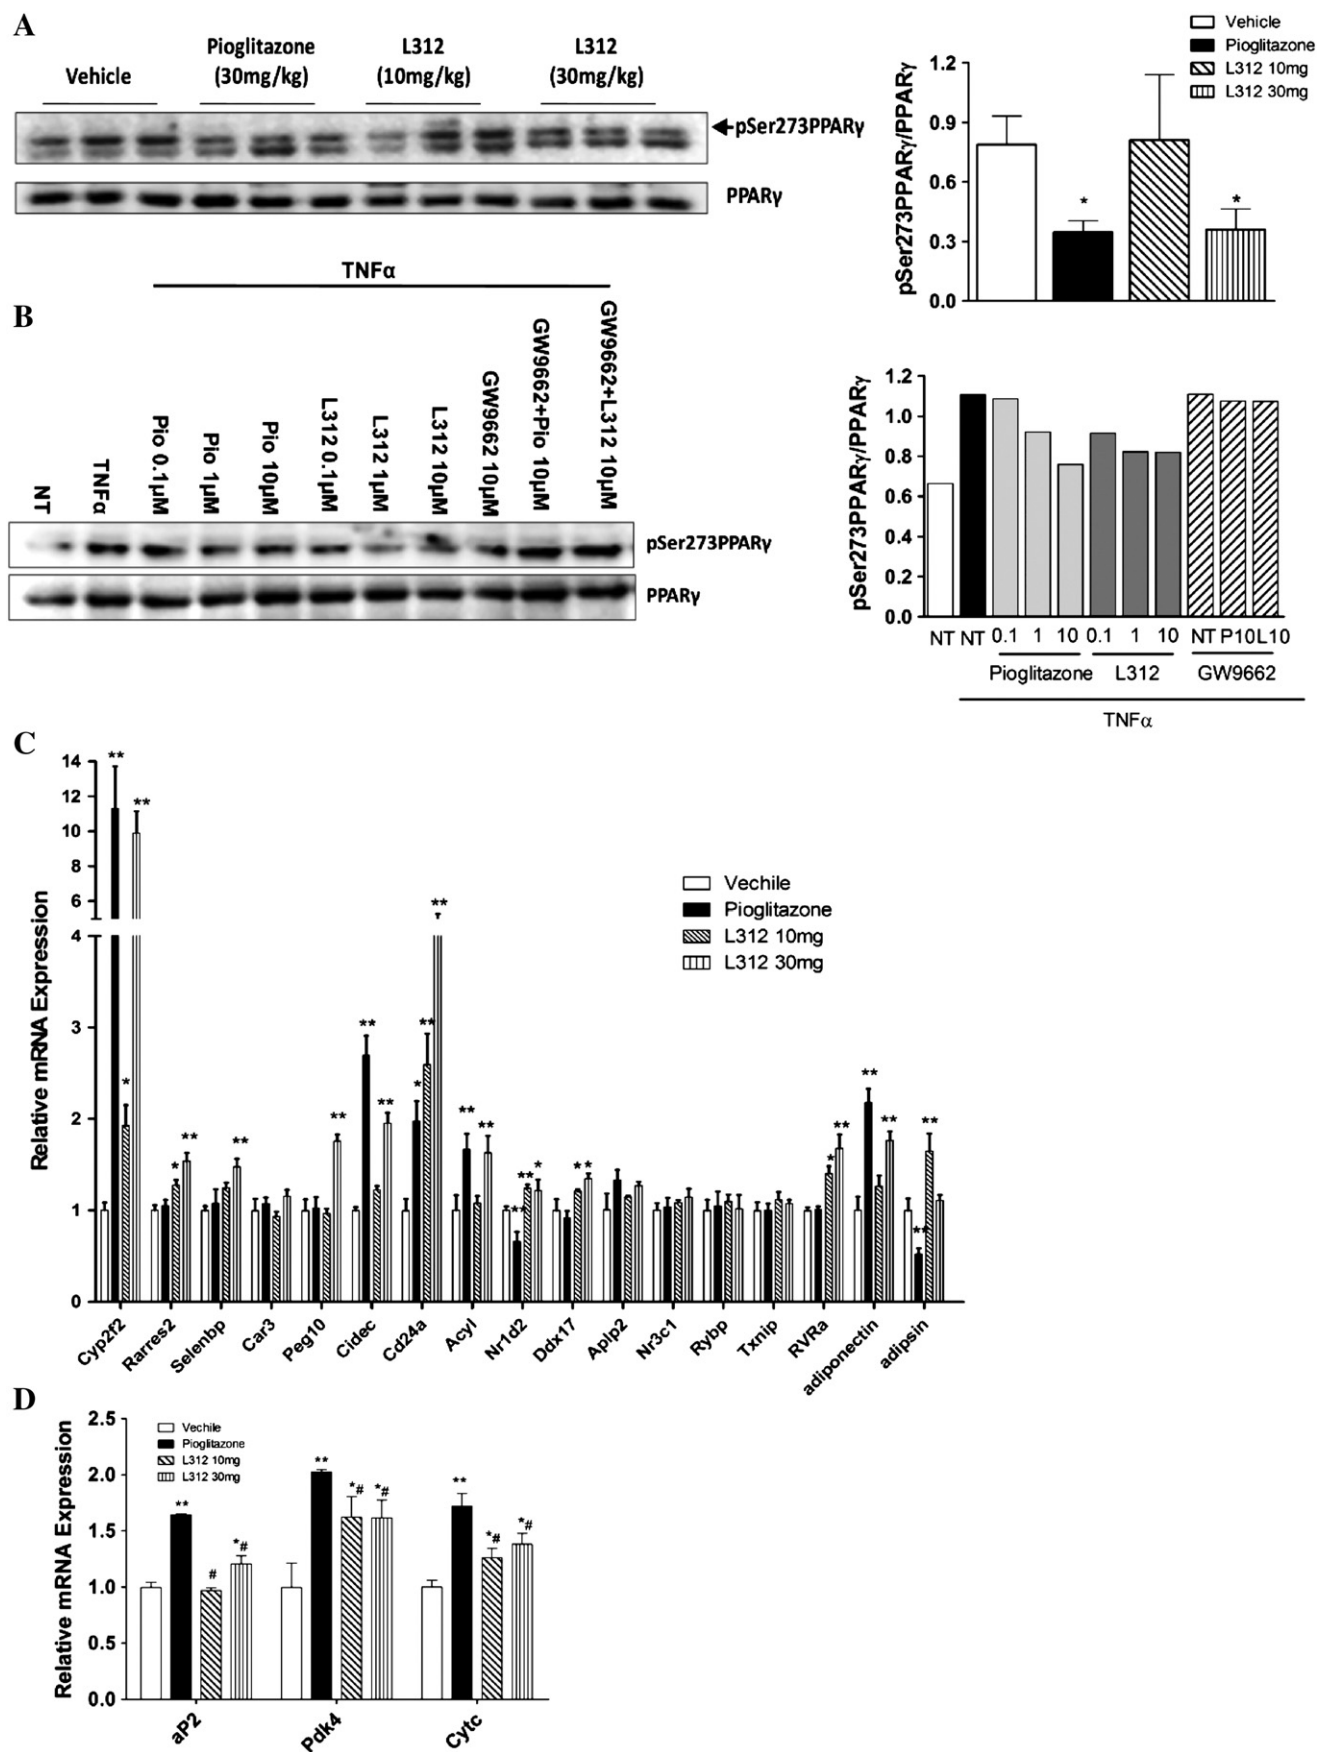 A
Vehicle
Pioglitazone
(30mg/kg)
L312
(10mg/kg)
L312
(30mg/kg)
pSer273PPARγ
PPARγ
Vehicle
Pioglitazone
L312 10mg
L312 30mg
pSer273PPARγ/PPARγ
1.2
0.9
0.6
0.3
0.0
*
*
B
TNFα
NT
TNFα
Pio 0.1μM
Pio 1μM
Pio 10μM
L312 0.1μM
L312 1μM
L312 10μM
GW9662 10μM
GW9662+Pio 10μM
GW9662+L312 10μM
pSer273PPARγ
PPARγ
pSer273PPARγ/PPARγ
1.2
1.0
0.8
0.6
0.4
0.2
0.0
NT NT 0.1 1 10 0.1 1 10 NT P10L10
Pioglitazone L312 GW9662
TNFα
C
Relative mRNA Expression
14
12
10
8
6
4
3
2
1
0
Vechile
Pioglitazone
L312 10mg
L312 30mg
** * ** * ** ** ** ** ** * ** ** ** ** ** ** * * * * ** ** ** ** **
Cyp2f2 Rarres2 Selenbp Car3 Peg10 Cidec Cd24a Acyl Nr1d2 Ddx17 Aplp2 Nr3c1 Rybp Txnip RVRa adiponectin adipsin
D
Relative mRNA Expression
2.5
2.0
1.5
1.0
0.5
0.0
Vechile
Pioglitazone
L312 10mg
L312 30mg
** # *# ** *# *# ** *# *#
aP2 Pdk4 Cytc